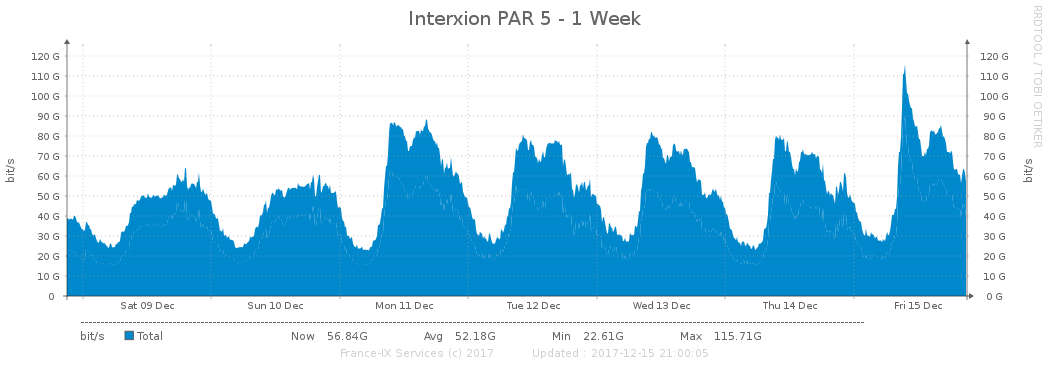 Interxion PAR 5 - 1 Week
RRDTOOL / TOBI OETIKER
bit/s
120 G 120 G
110 G 110 G
100 G 100 G
90 G 90 G
80 G 80 G
70 G 70 G
60 G 60 G
50 G 50 G
40 G 40 G
30 G 30 G
20 G 20 G
10 G 10 G
0 0 G
bit/s
Sat 09 Dec Sun 10 Dec Mon 11 Dec Tue 12 Dec Wed 13 Dec Thu 14 Dec Fri 15 Dec
bit/s Total Now 56.84G Avg 52.18G Min 22.61G Max 115.71G
France-IX Services (c) 2017 Updated : 2017-12-15 21:00:05